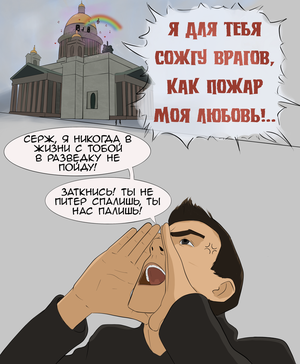 Я ДЛЯ ТЕБЯ
СОЖГУ ВРАГОВ,
КАК ПОЖАР
МОЯ ЛЮБОВЬ!..
СЕРЖ, Я НИКОГДА В
ЖИЗНИ С ТОБОЙ
В РАЗВЕДКУ НЕ
ПОЙДУ!
ЗАТКНИСЬ! ТЫ НЕ
ПИТЕР СПАЛИШЬ, ТЫ
НАС ПАЛИШЬ!